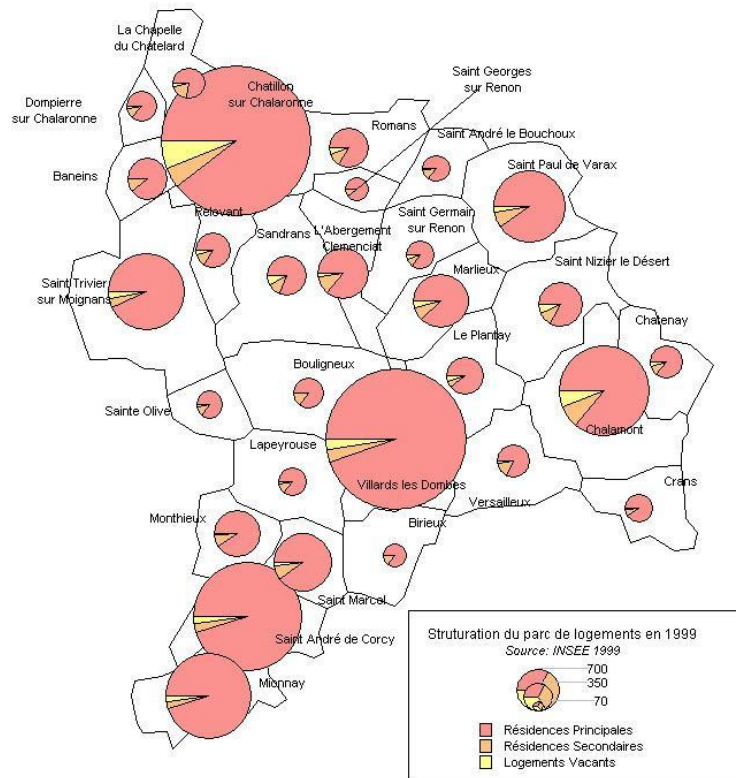 La Chapelle
du Châtelard
Saint Georges
sur Renon
Dompierre
sur Chalaronne
Chatillon
sur Chalaronne
Romans
Saint André le Bouchoux
Baneins
Saint Paul de Varax
Relevant
Sandrans
L'Abergement
Clemenciat
Saint Germain
sur Renon
Saint Trivier
sur Moignans
Marlieux
Saint Nizier le Désert
Chatenay
Le Plantay
Bouligneux
Sainte Olive
Chalamont
Lapeyrouse
Villards les Dombes
Versailleux
Crans
Monthieux
Birieux
Saint Marcel
Saint André de Corcy
Mionnay
Struturation du parc de logements en 1999
Source: INSEE 1999
700
350
70
Résidences Principales
Résidences Secondaires
Logements Vacants